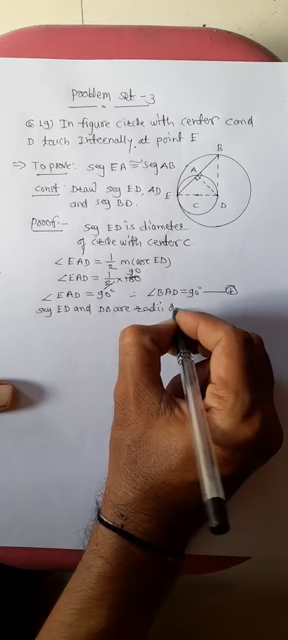 Problem set -3
Q 19) In figure circle with center C and
D touch Internally at point E
⇒ To prove: seg EA ≅ seg AB
const: Draw seg ED, AD
and seg BD.
B
A
E
C
D
Proof:-
seg ED is diameter
of circle with center C.
∠EAD = 1/2 m(arc ED)
∠EAD = 1/2 × 180 90
∠EAD = 90° ∴ ∠BAD = 90° —
seg ED and DB are radii